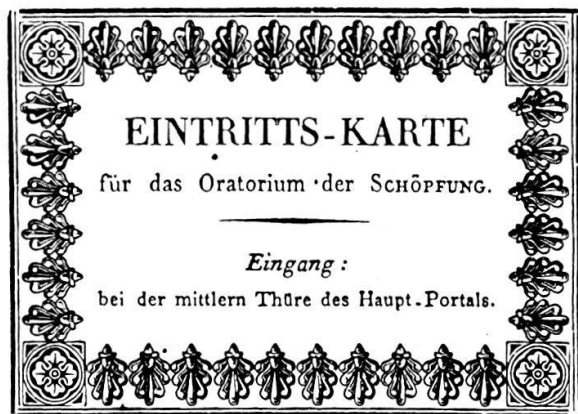 EINTRITTS-KARTE
für das Oratorium der SCHÖPFUNG.
Eingang:
bei der mittlern Thüre des Haupt-Portals.